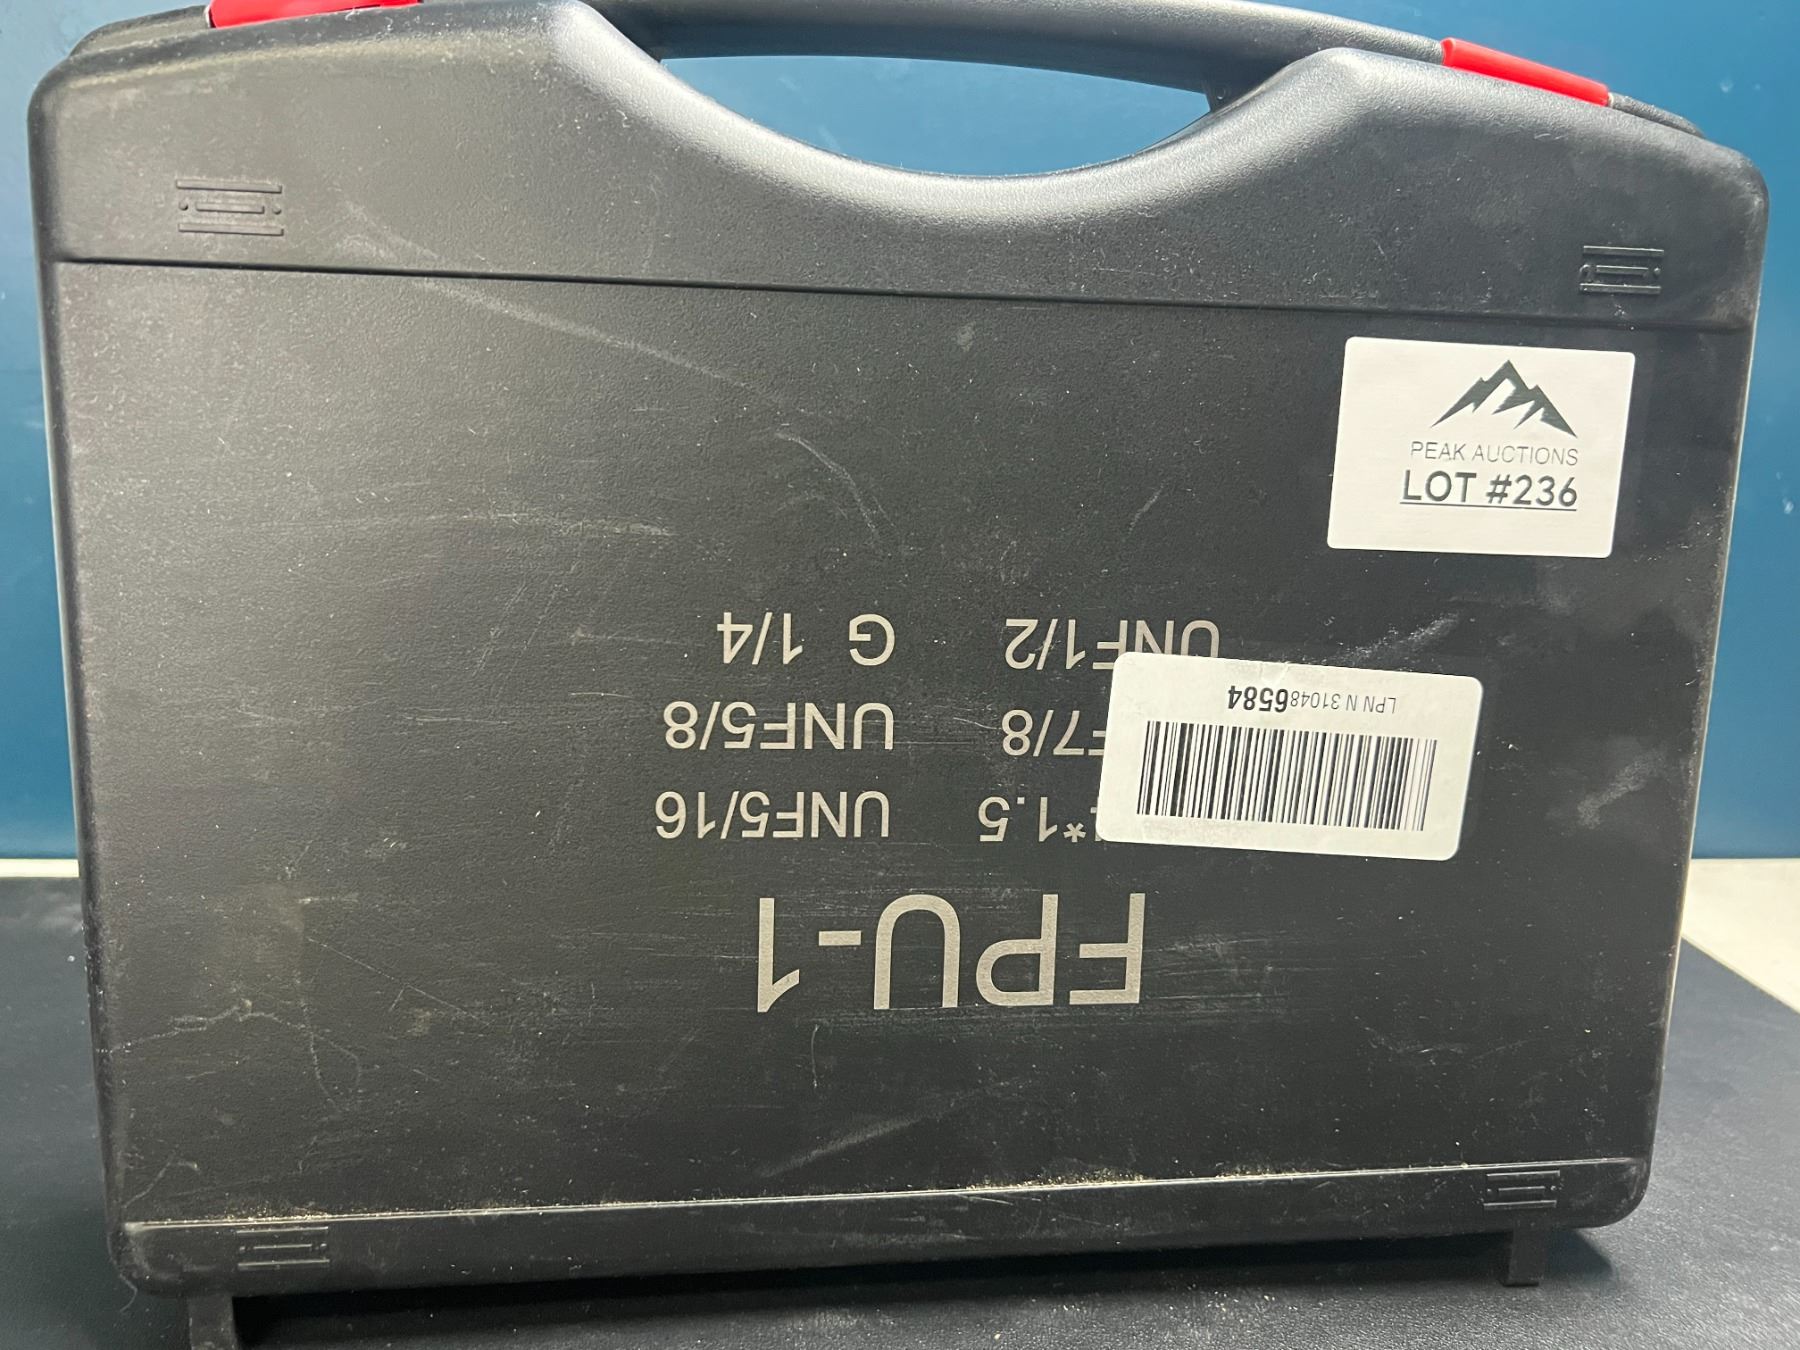 PEAK AUCTIONS
LOT #236
FPU-1
*1.5 UNF5/16
F7/8 UNF5/8
UNF1/2 G 1/4
LPN N 310486584